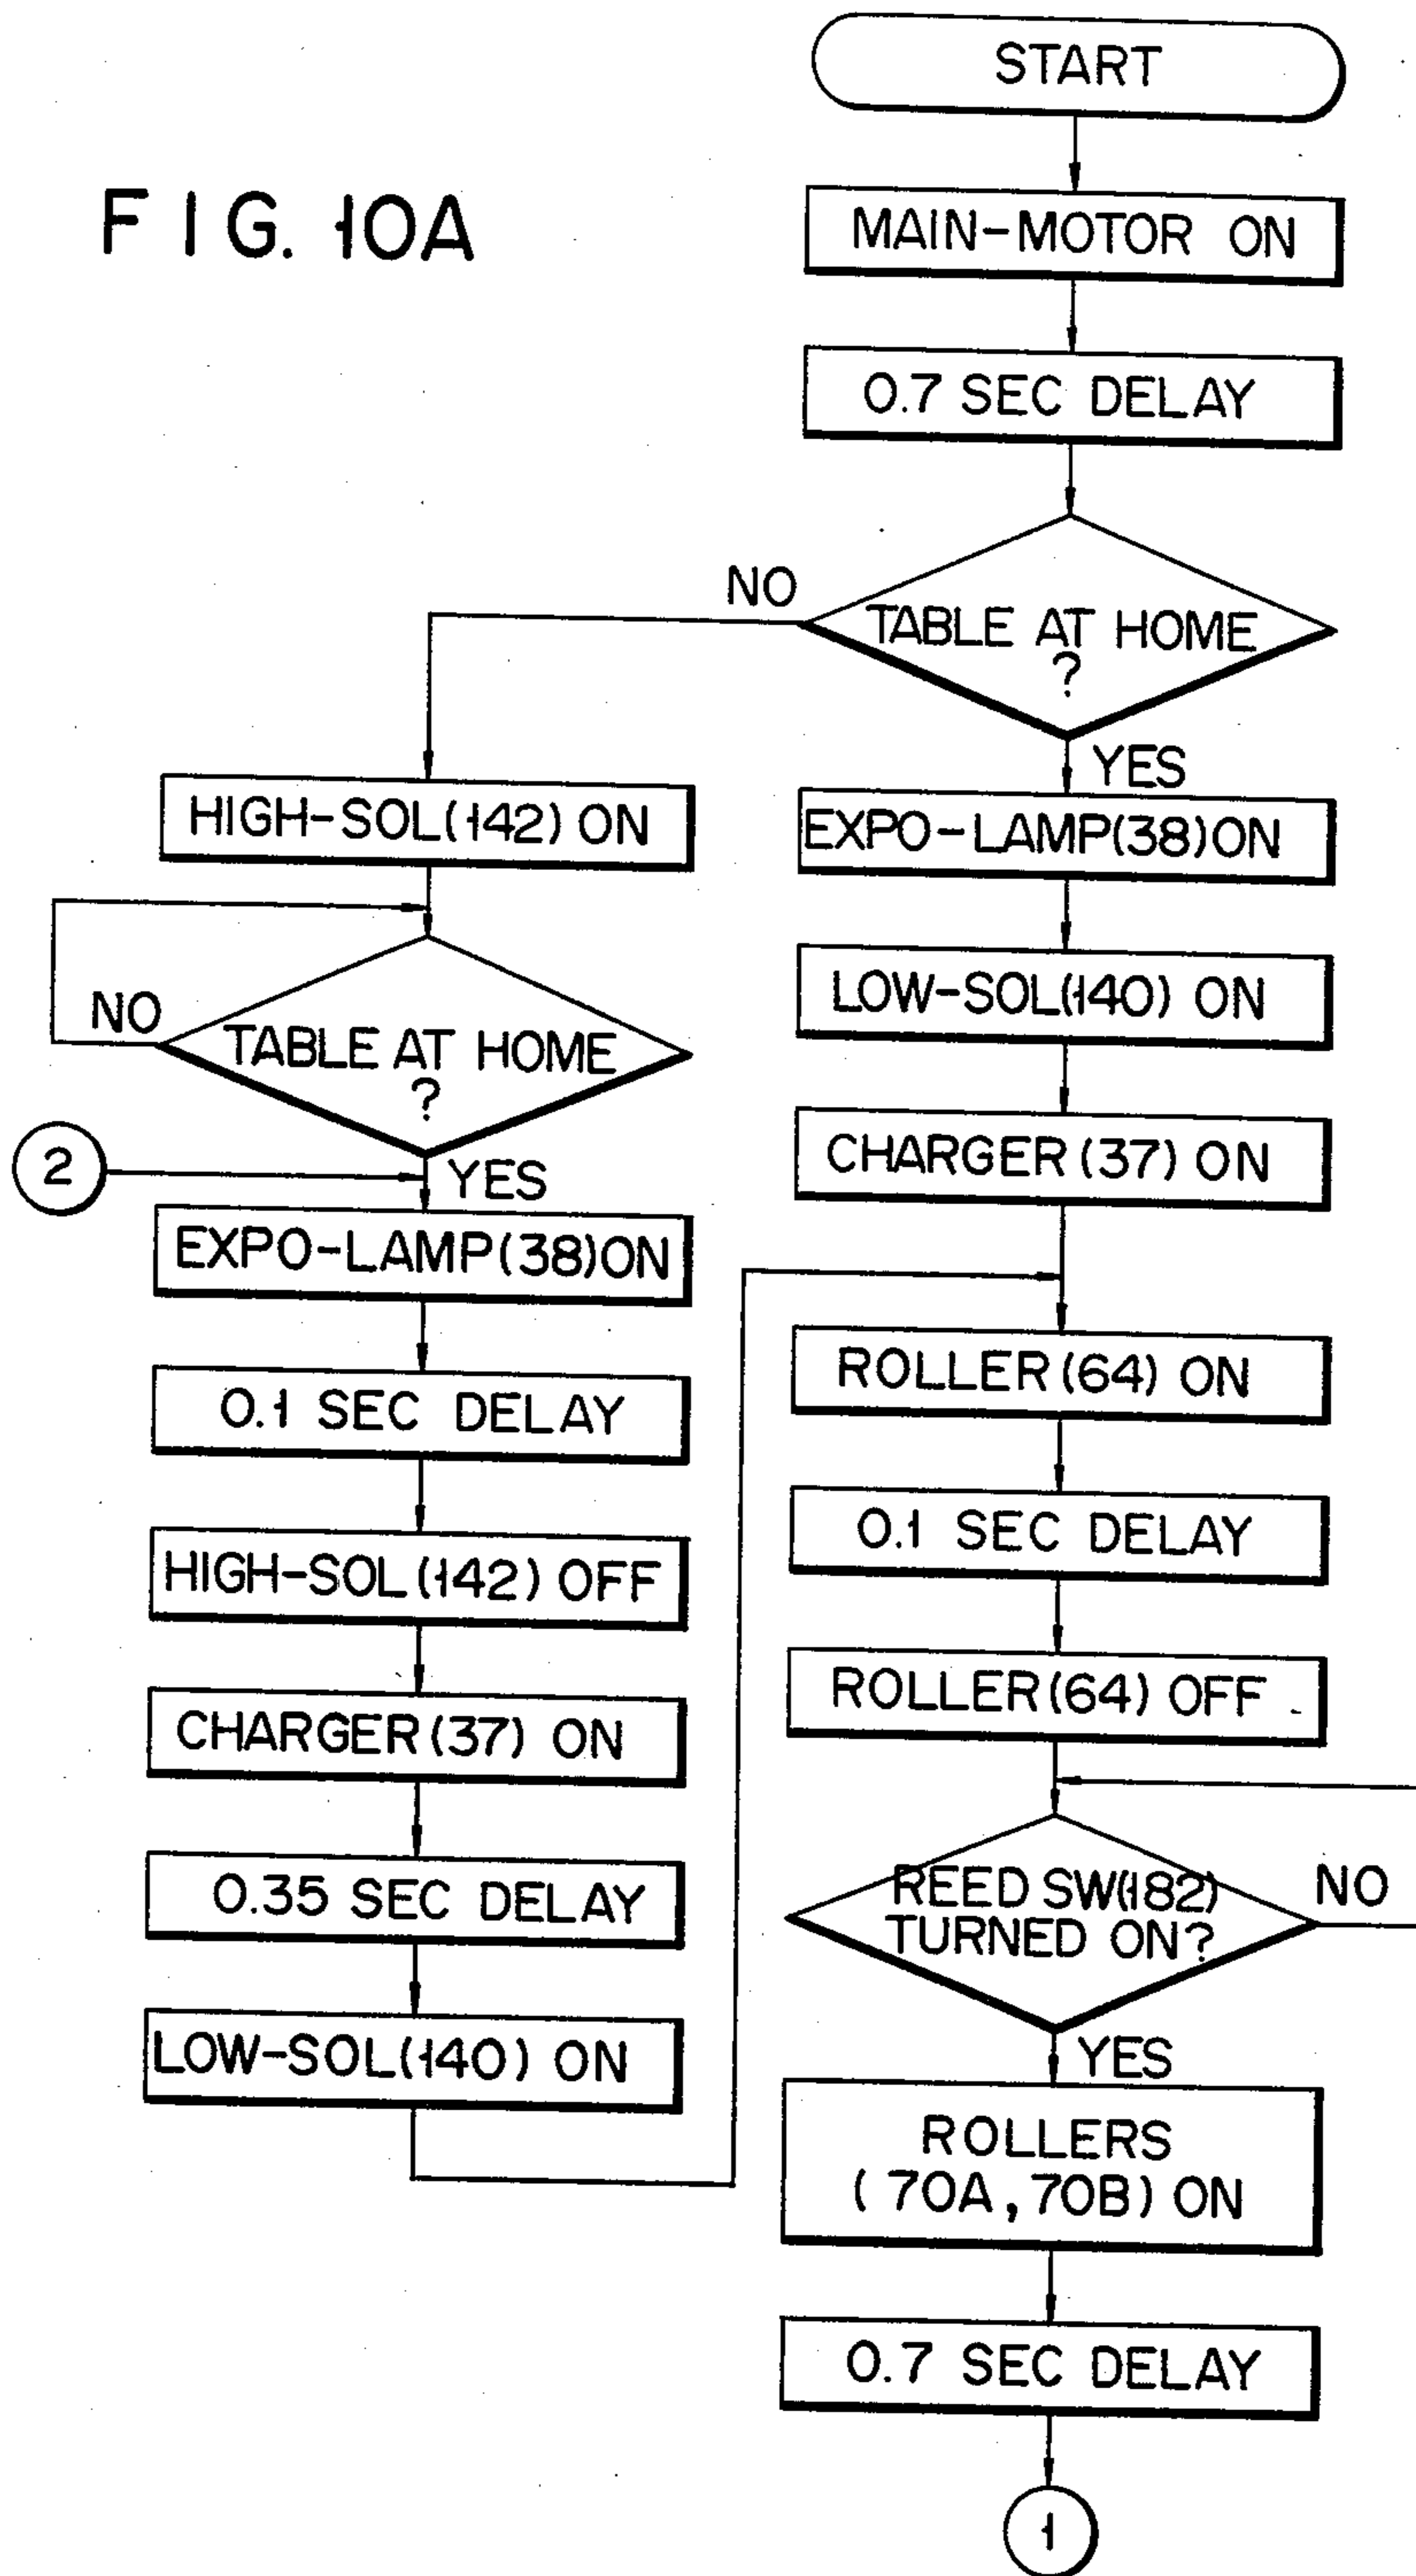 FIG. 10A
START
MAIN-MOTOR ON
0.7 SEC DELAY
TABLE AT HOME
?
NO
YES
HIGH-SOL(142) ON
TABLE AT HOME
?
NO
2
YES
EXPO-LAMP(38)ON
0.1 SEC DELAY
HIGH-SOL(142) OFF
CHARGER(37) ON
0.35 SEC DELAY
LOW-SOL(140) ON
EXPO-LAMP(38)ON
LOW-SOL(140) ON
CHARGER(37) ON
ROLLER(64) ON
0.1 SEC DELAY
ROLLER(64) OFF
REED SW(182)
TURNED ON?
NO
YES
ROLLERS
(70A,70B) ON
0.7 SEC DELAY
1